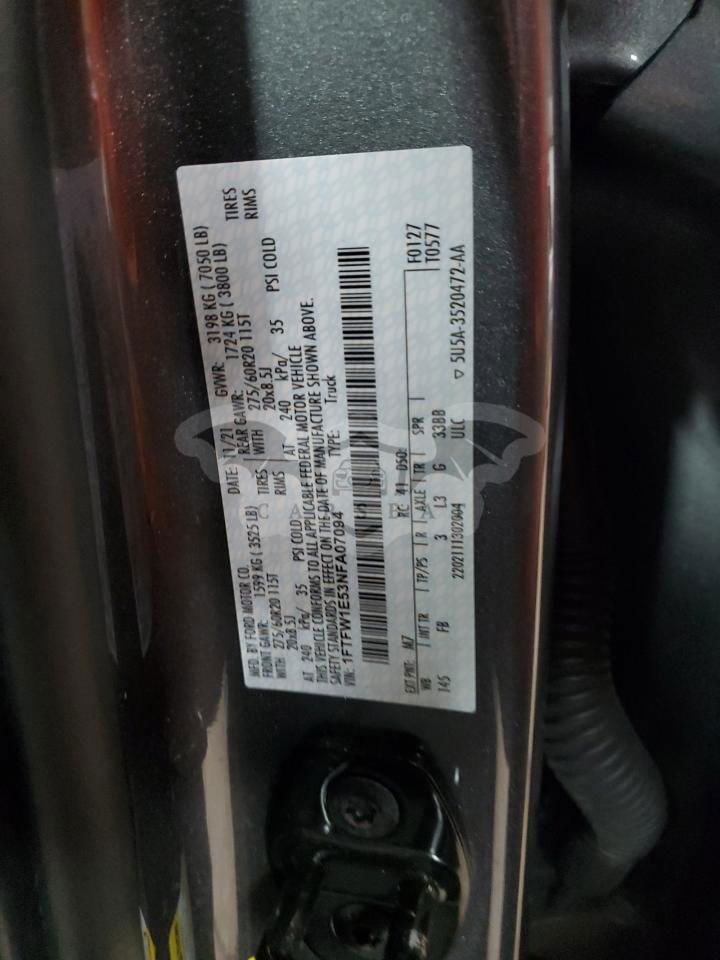 MFD. BY FORD MOTOR CO. DATE: 11/21 GVWR: 3198 KG ( 7050 LB)
FRONT GAWR: 1599 KG ( 3525 LB) REAR GAWR: 1724 KG ( 3800 LB)
WITH 275/60R20 115T TIRES WITH 275/60R20 115T TIRES
20x8.5J RIMS 20x8.5J RIMS
AT 240 kPa/ 35 PSI COLD AT 240 kPa/ 35 PSI COLD
THIS VEHICLE CONFORMS TO ALL APPLICABLE FEDERAL MOTOR VEHICLE
SAFETY STANDARDS IN EFFECT ON THE DATE OF MANUFACTURE SHOWN ABOVE.
VIN: 1FTFW1E53NFA07094 TYPE: Truck
EXT PNT: M7 RC: 41 DSO: F0127
WB INT TR TP/PS R AXLE TR SPR T0577
145 FB 3 L3 G 33BB
ULC ▽ 5U5A-3520472-AA